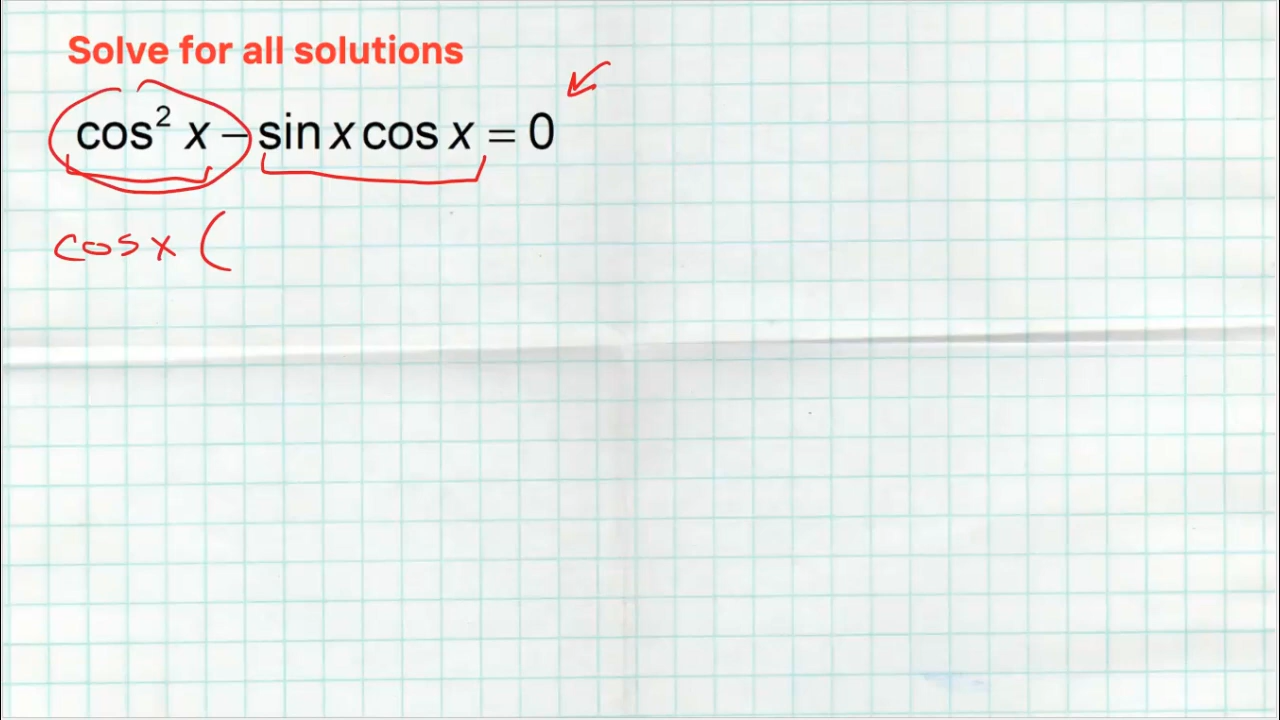 Solve for all solutions
cos² x − sin x cos x = 0
cos x (